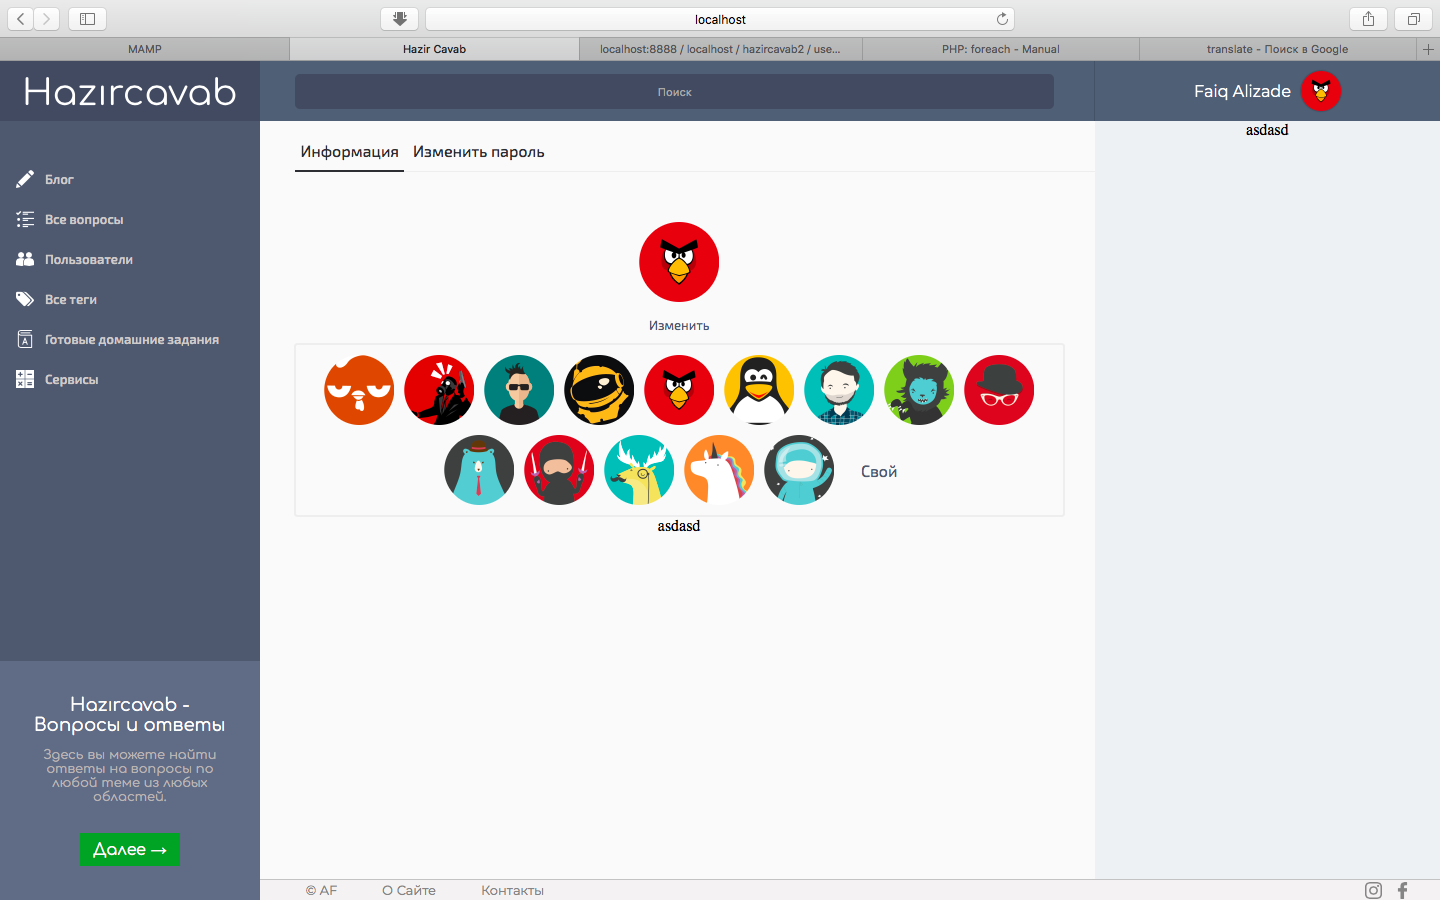 localhost
MAMP
Hazir Cavab
localhost:8888 / localhost / hazircavab2 / use...
PHP: foreach - Manual
translate - Поиск в Google
Hazırcavab
Поиск
Faiq Alizade
Блог
Все вопросы
Пользователи
Все теги
Готовые домашние задания
Сервисы
Hazırcavab -
Вопросы и ответы
Здесь вы можете найти
ответы на вопросы по
любой теме из любых
областей.
Далее →
Информация
Изменить пароль
Изменить
Свой
asdasd
asdasd
© AF
О Сайте
Контакты